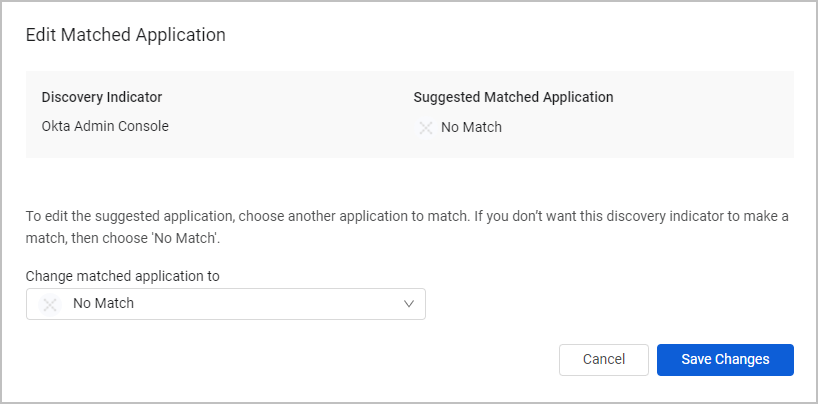 Edit Matched Application
Discovery Indicator
Suggested Matched Application
Okta Admin Console
No Match
To edit the suggested application, choose another application to match. If you don’t want this discovery indicator to make a
match, then choose 'No Match'.
Change matched application to
No Match
Cancel
Save Changes